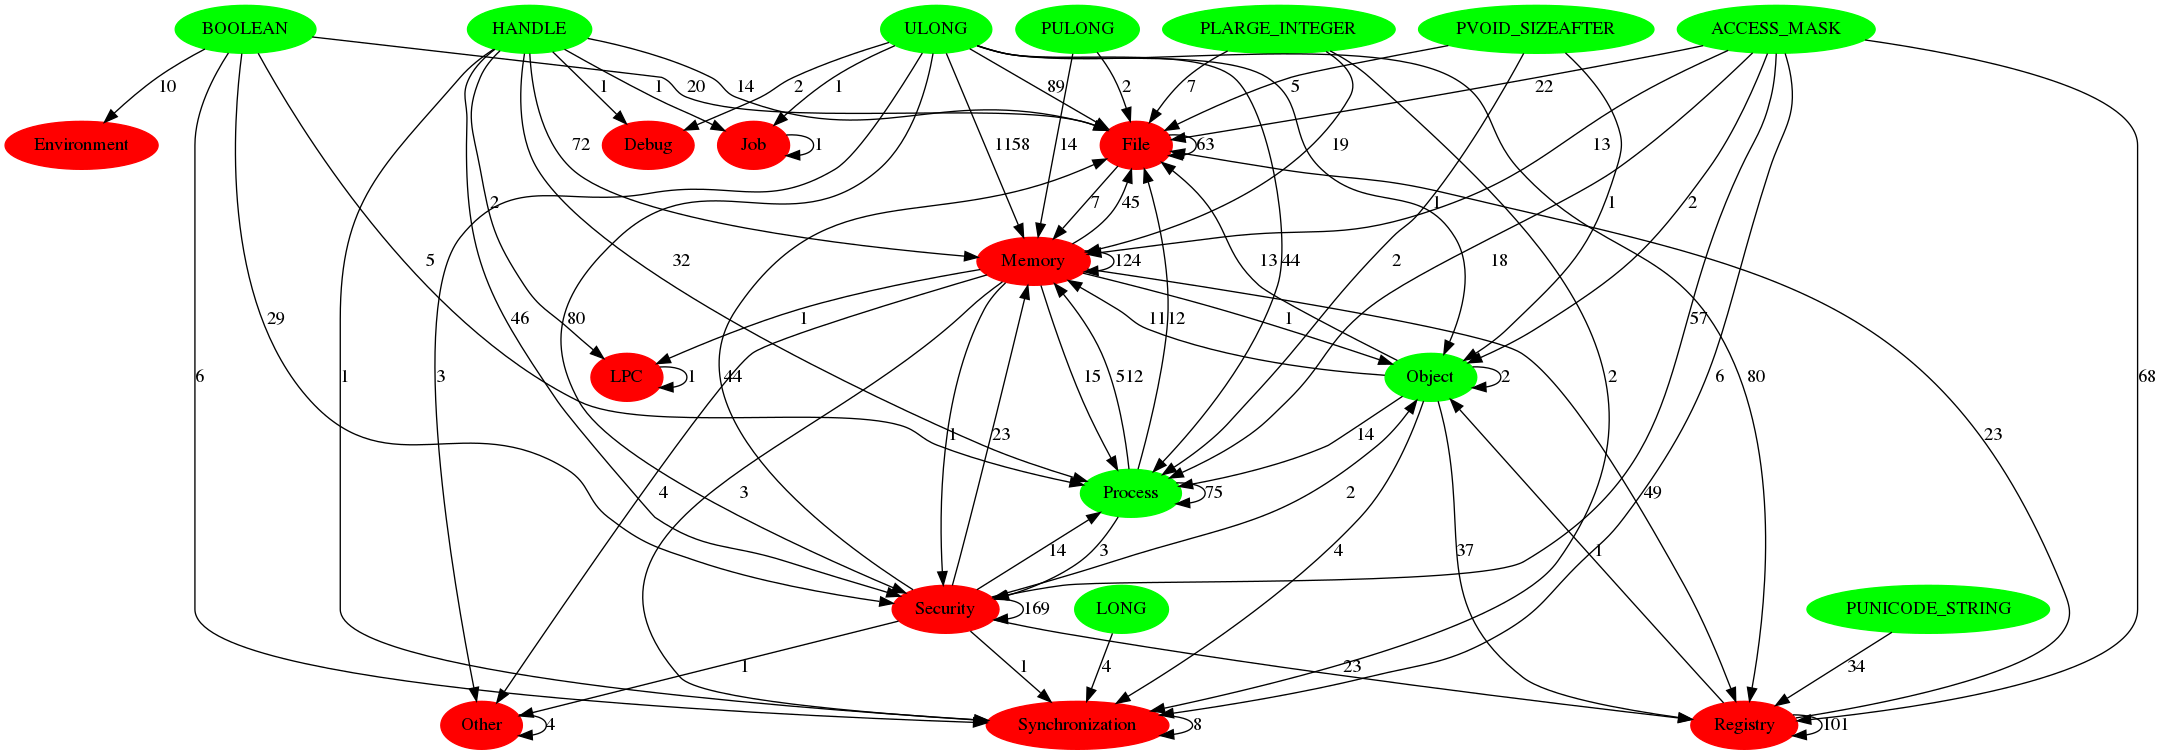 BOOLEAN HANDLE ULONG PULONG PLARGE_INTEGER PVOID_SIZEAFTER ACCESS_MASK
10 1 1 2 1 20 14 89 2 7 5 22
Environment Debug Job 1 File 63
72 1158 14 19 13
2 7 45 1 1 2
5 32 Memory 124 13 44 2 18
29 46 80 1 11 12 1 57
6 1 3 LPC 1 44 15 512 Object 2 2 6 80 68
1 23 14 23
4 3 Process 75 2 49
14 3 4 37 1
Security 169 LONG PUNICODE_STRING
1 1 4 23 34
Other 4 Synchronization 8 Registry 101